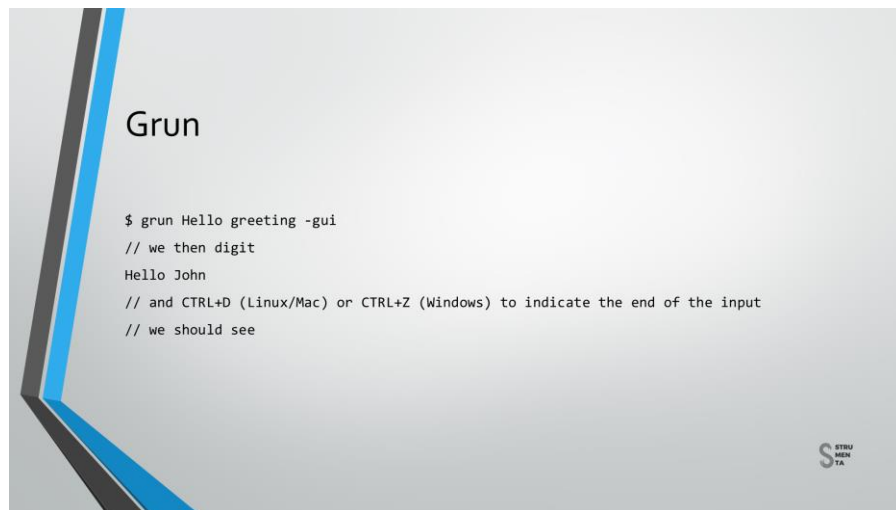 Grun
$ grun Hello greeting -gui
// we then digit
Hello John
// and CTRL+D (Linux/Mac) or CTRL+Z (Windows) to indicate the end of the input
// we should see
STRU
MEN
TA